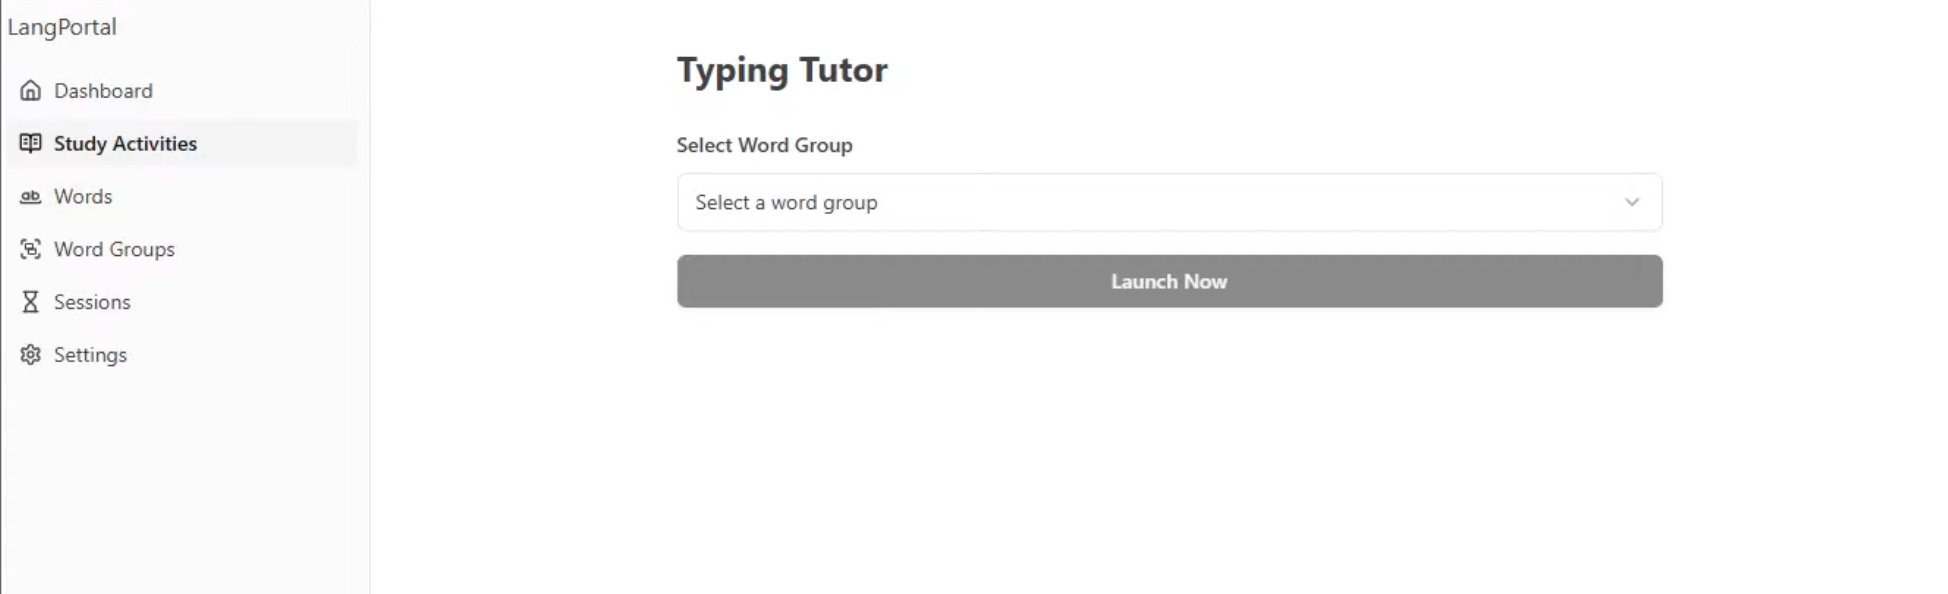 LangPortal
Dashboard
Study Activities
Words
Word Groups
Sessions
Settings
Typing Tutor
Select Word Group
Select a word group
Launch Now